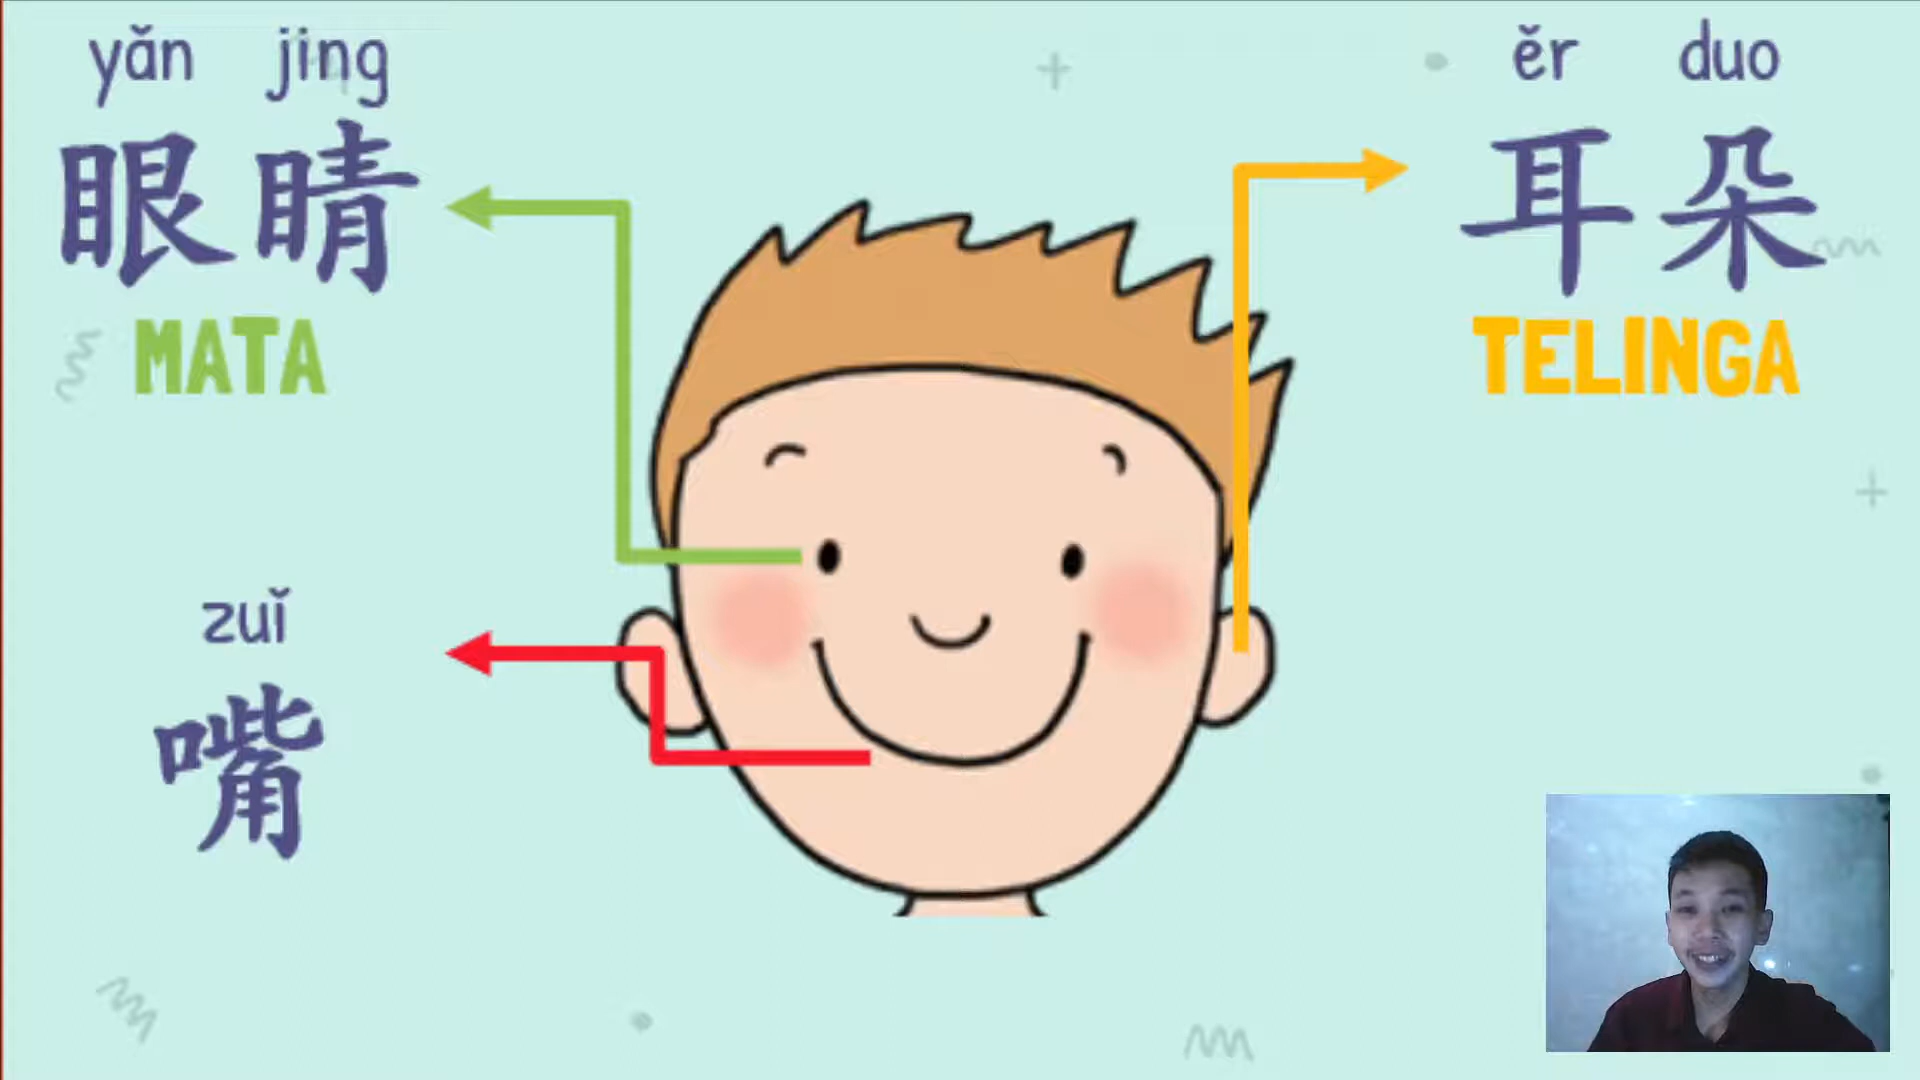 yǎn jing
眼睛
MATA
ěr duo
耳朵
TELINGA
zuǐ
嘴